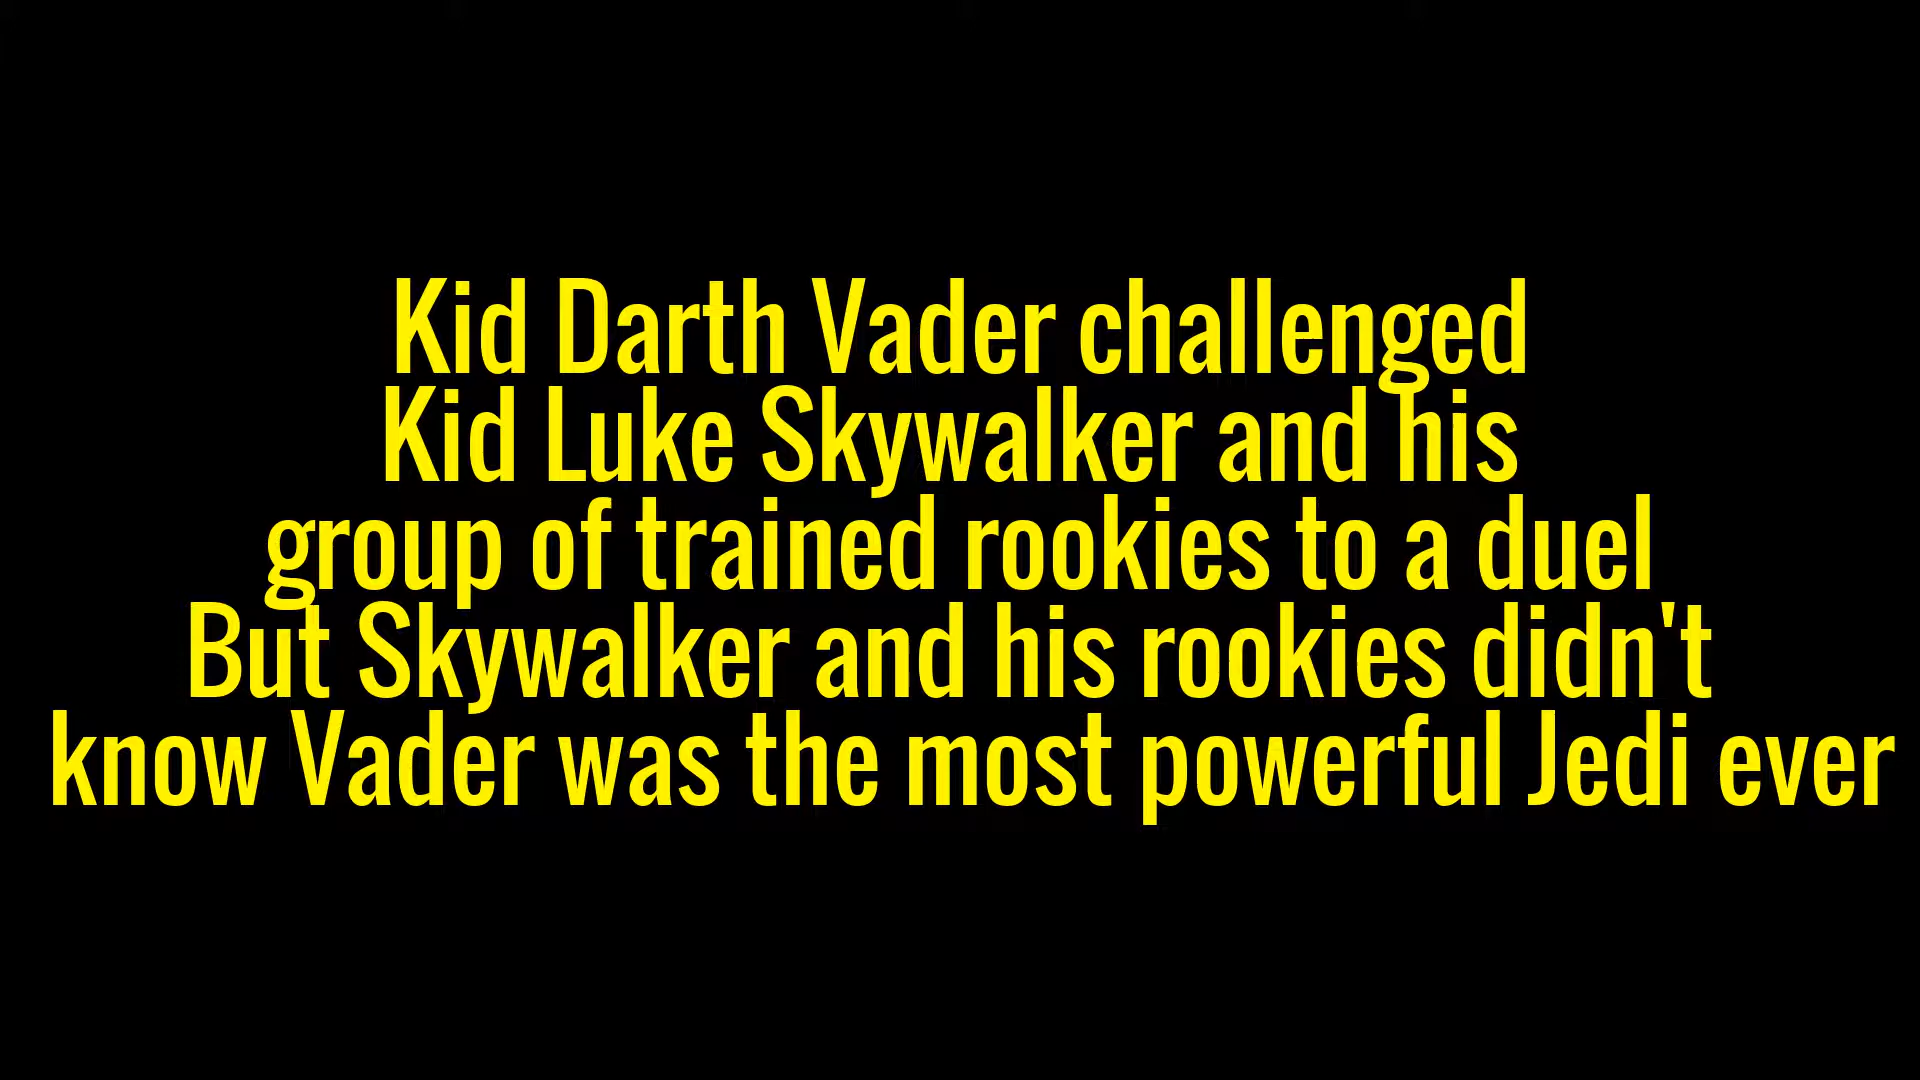 Kid Darth Vader challenged
Kid Luke Skywalker and his
group of trained rookies to a duel
But Skywalker and his rookies didn't
know Vader was the most powerful Jedi ever